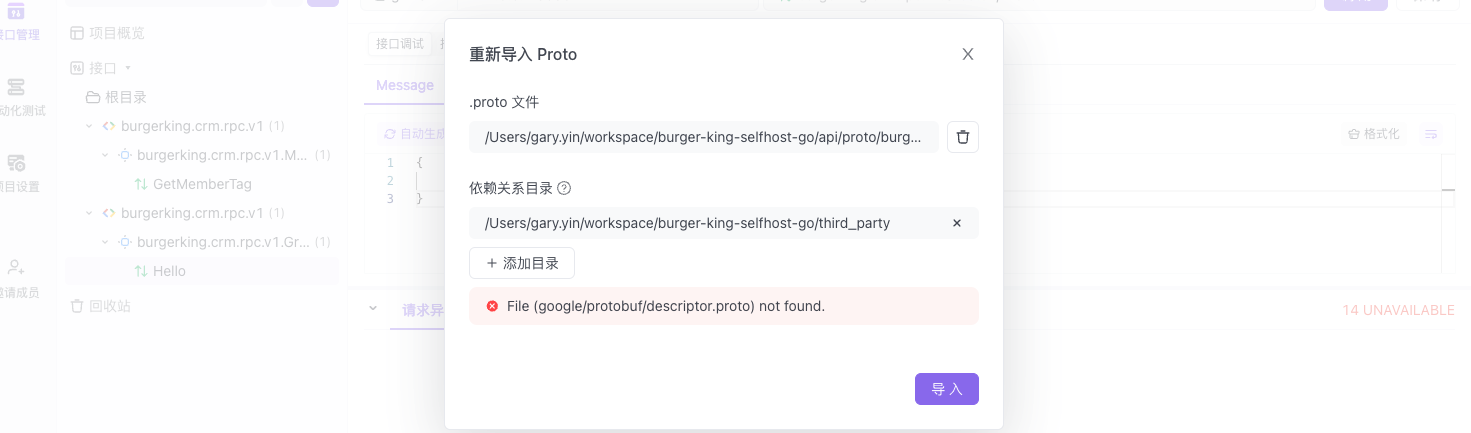 接口管理
项目概览
接口
根目录
burgerking.crm.rpc.v1 (1)
burgerking.crm.rpc.v1.M... (1)
GetMemberTag
burgerking.crm.rpc.v1 (1)
burgerking.crm.rpc.v1.Gr... (1)
Hello
回收站
自动化测试
项目设置
邀请成员
接口调试
Message
自动生成
格式化
1 {
2
3 }
请求异
14 UNAVAILABLE
重新导入 Proto
.proto 文件
/Users/gary.yin/workspace/burger-king-selfhost-go/api/proto/burg...
依赖关系目录
/Users/gary.yin/workspace/burger-king-selfhost-go/third_party
添加目录
File (google/protobuf/descriptor.proto) not found.
导入